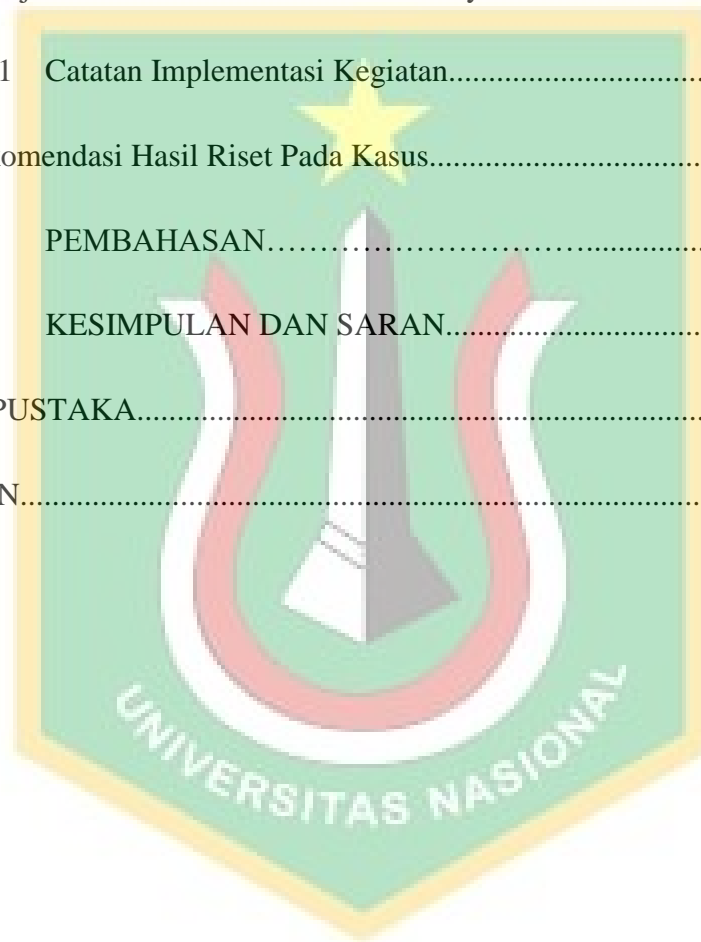 1 Catatan Implementasi Kegiatan..............................
omendasi Hasil Riset Pada Kasus..................................
PEMBAHASAN……………………………...............
KESIMPULAN DAN SARAN................................
PUSTAKA......................................................................
N.....................................................................................
UNIVERSITAS NASIONAL